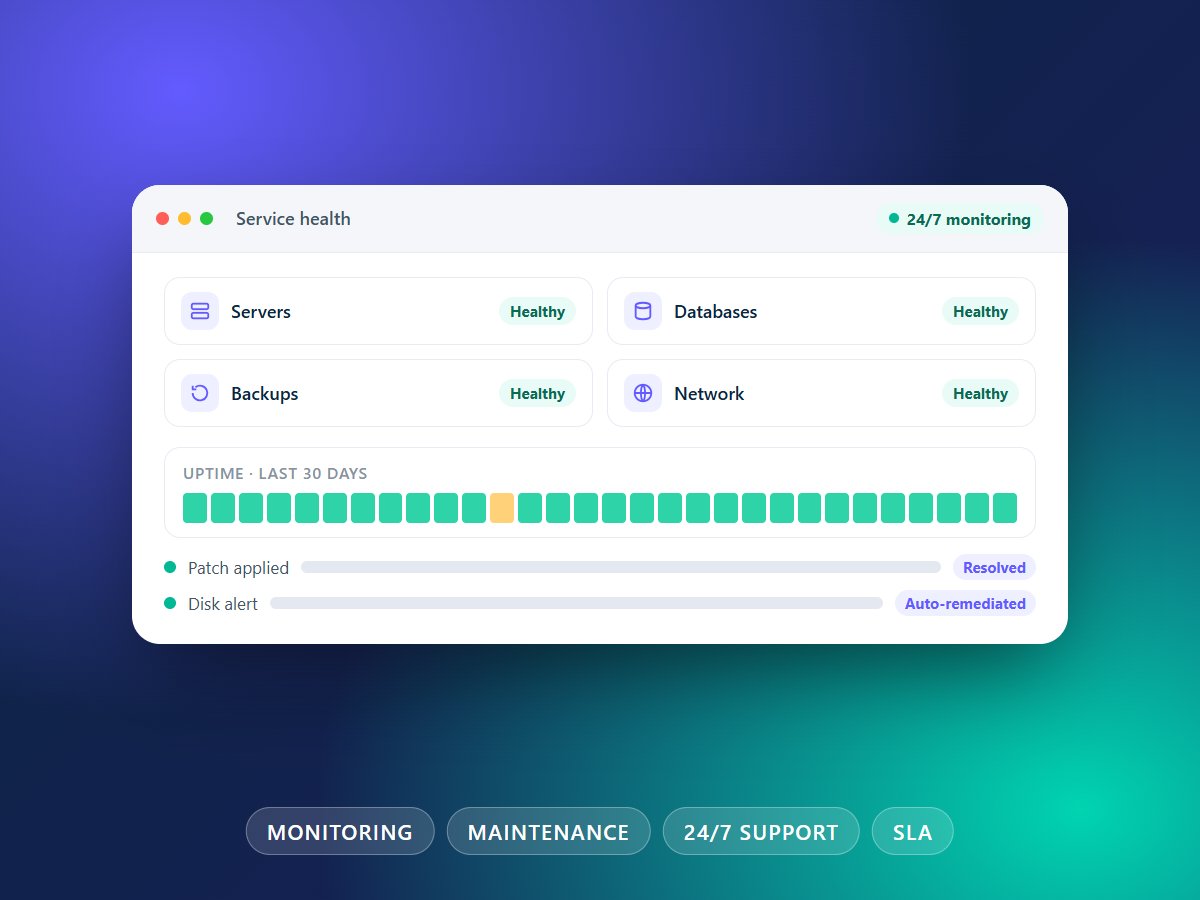 Service health
24/7 monitoring
Servers
Healthy
Databases
Healthy
Backups
Healthy
Network
Healthy
UPTIME · LAST 30 DAYS
Patch applied
Resolved
Disk alert
Auto-remediated
MONITORING
MAINTENANCE
24/7 SUPPORT
SLA